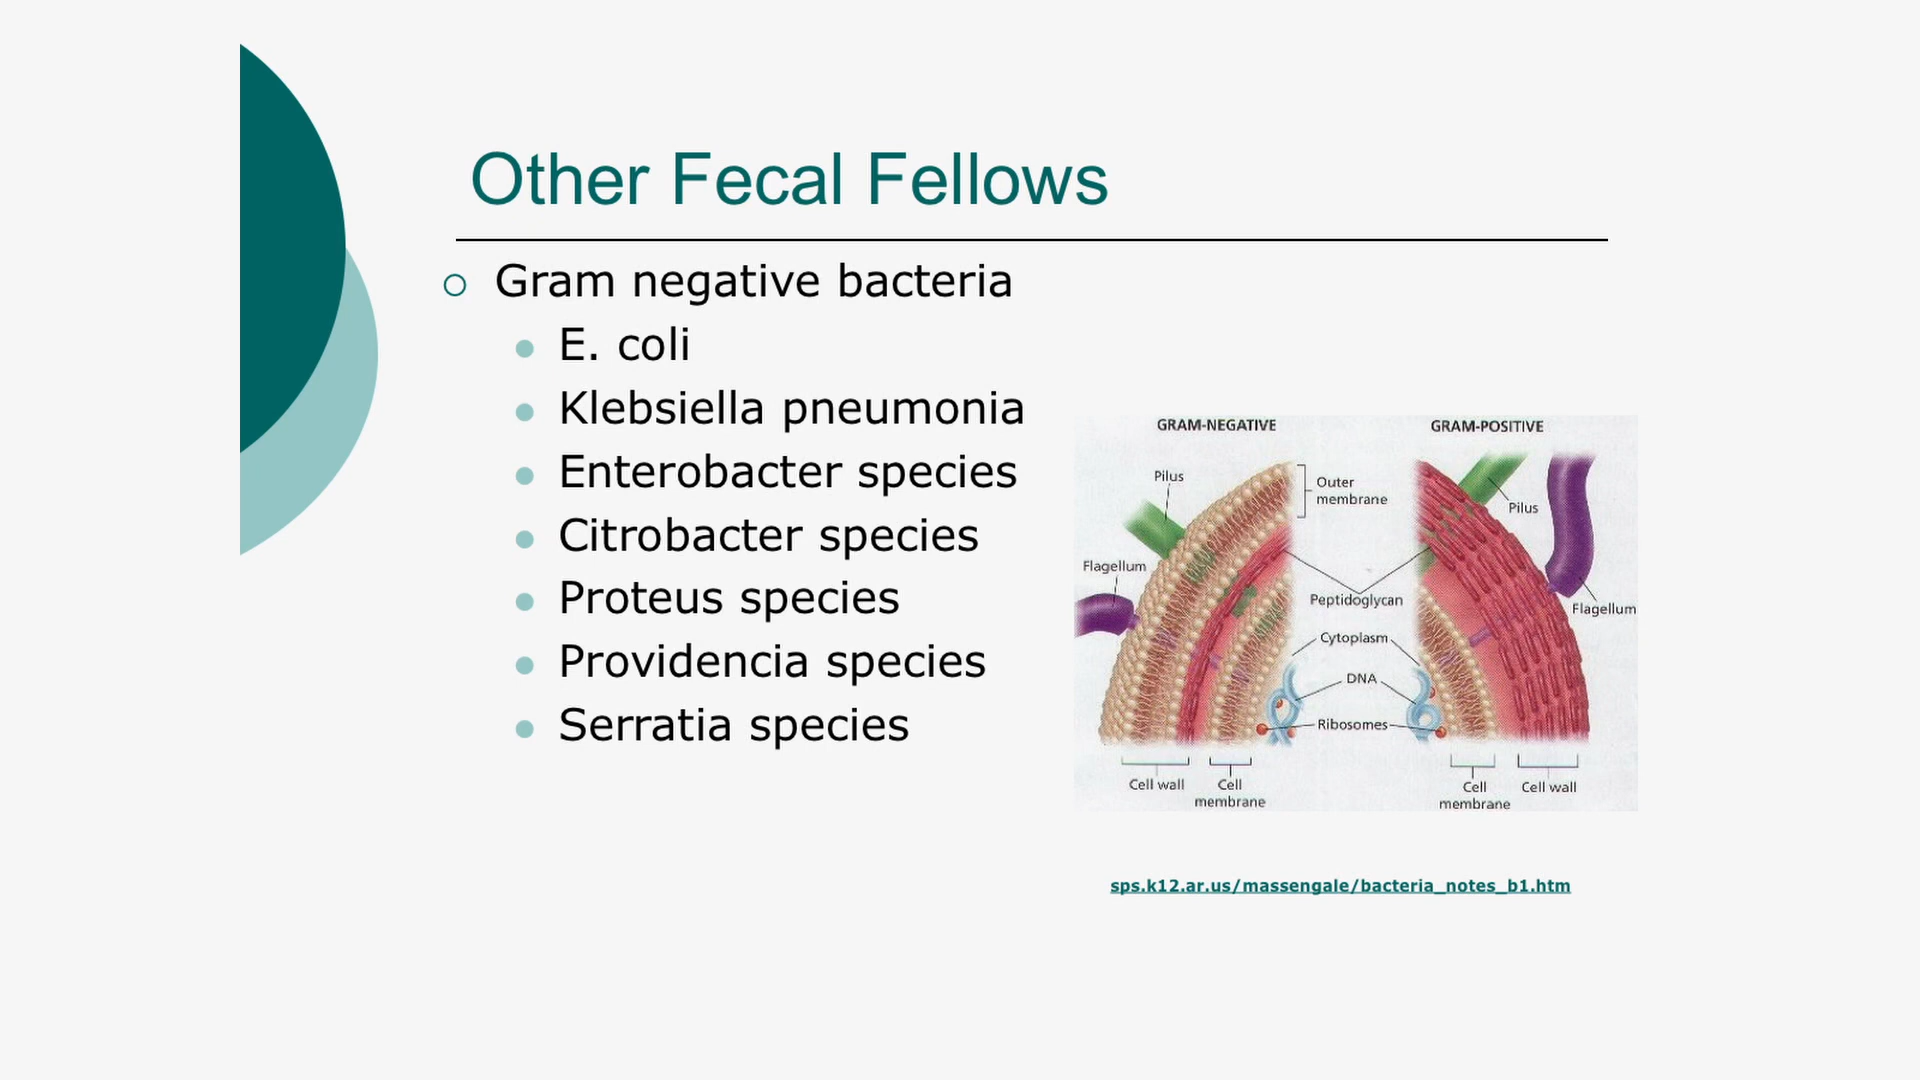 Other Fecal Fellows
Gram negative bacteria
E. coli
Klebsiella pneumonia
Enterobacter species
Citrobacter species
Proteus species
Providencia species
Serratia species
GRAM-NEGATIVE
GRAM-POSITIVE
Pilus
Outer
membrane
Pilus
Flagellum
Peptidoglycan
Flagellum
Cytoplasm
DNA
Ribosomes
Cell wall
Cell
membrane
Cell
membrane
Cell wall
sps.k12.ar.us/massengale/bacteria_notes_b1.htm